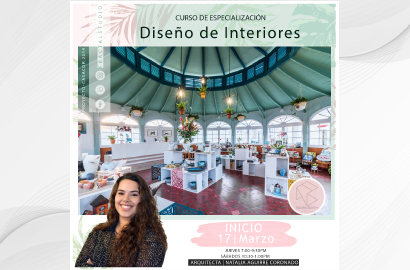 CURSO DE ESPECIALIZACIÓN
Diseño de Interiores
INICIO
17|Marzo
JUEVES 7:00-9:30PM
SÁBADOS 10:30-1:00PM
ARQUITECTA | NATALIA AGUIRRE CORONADO